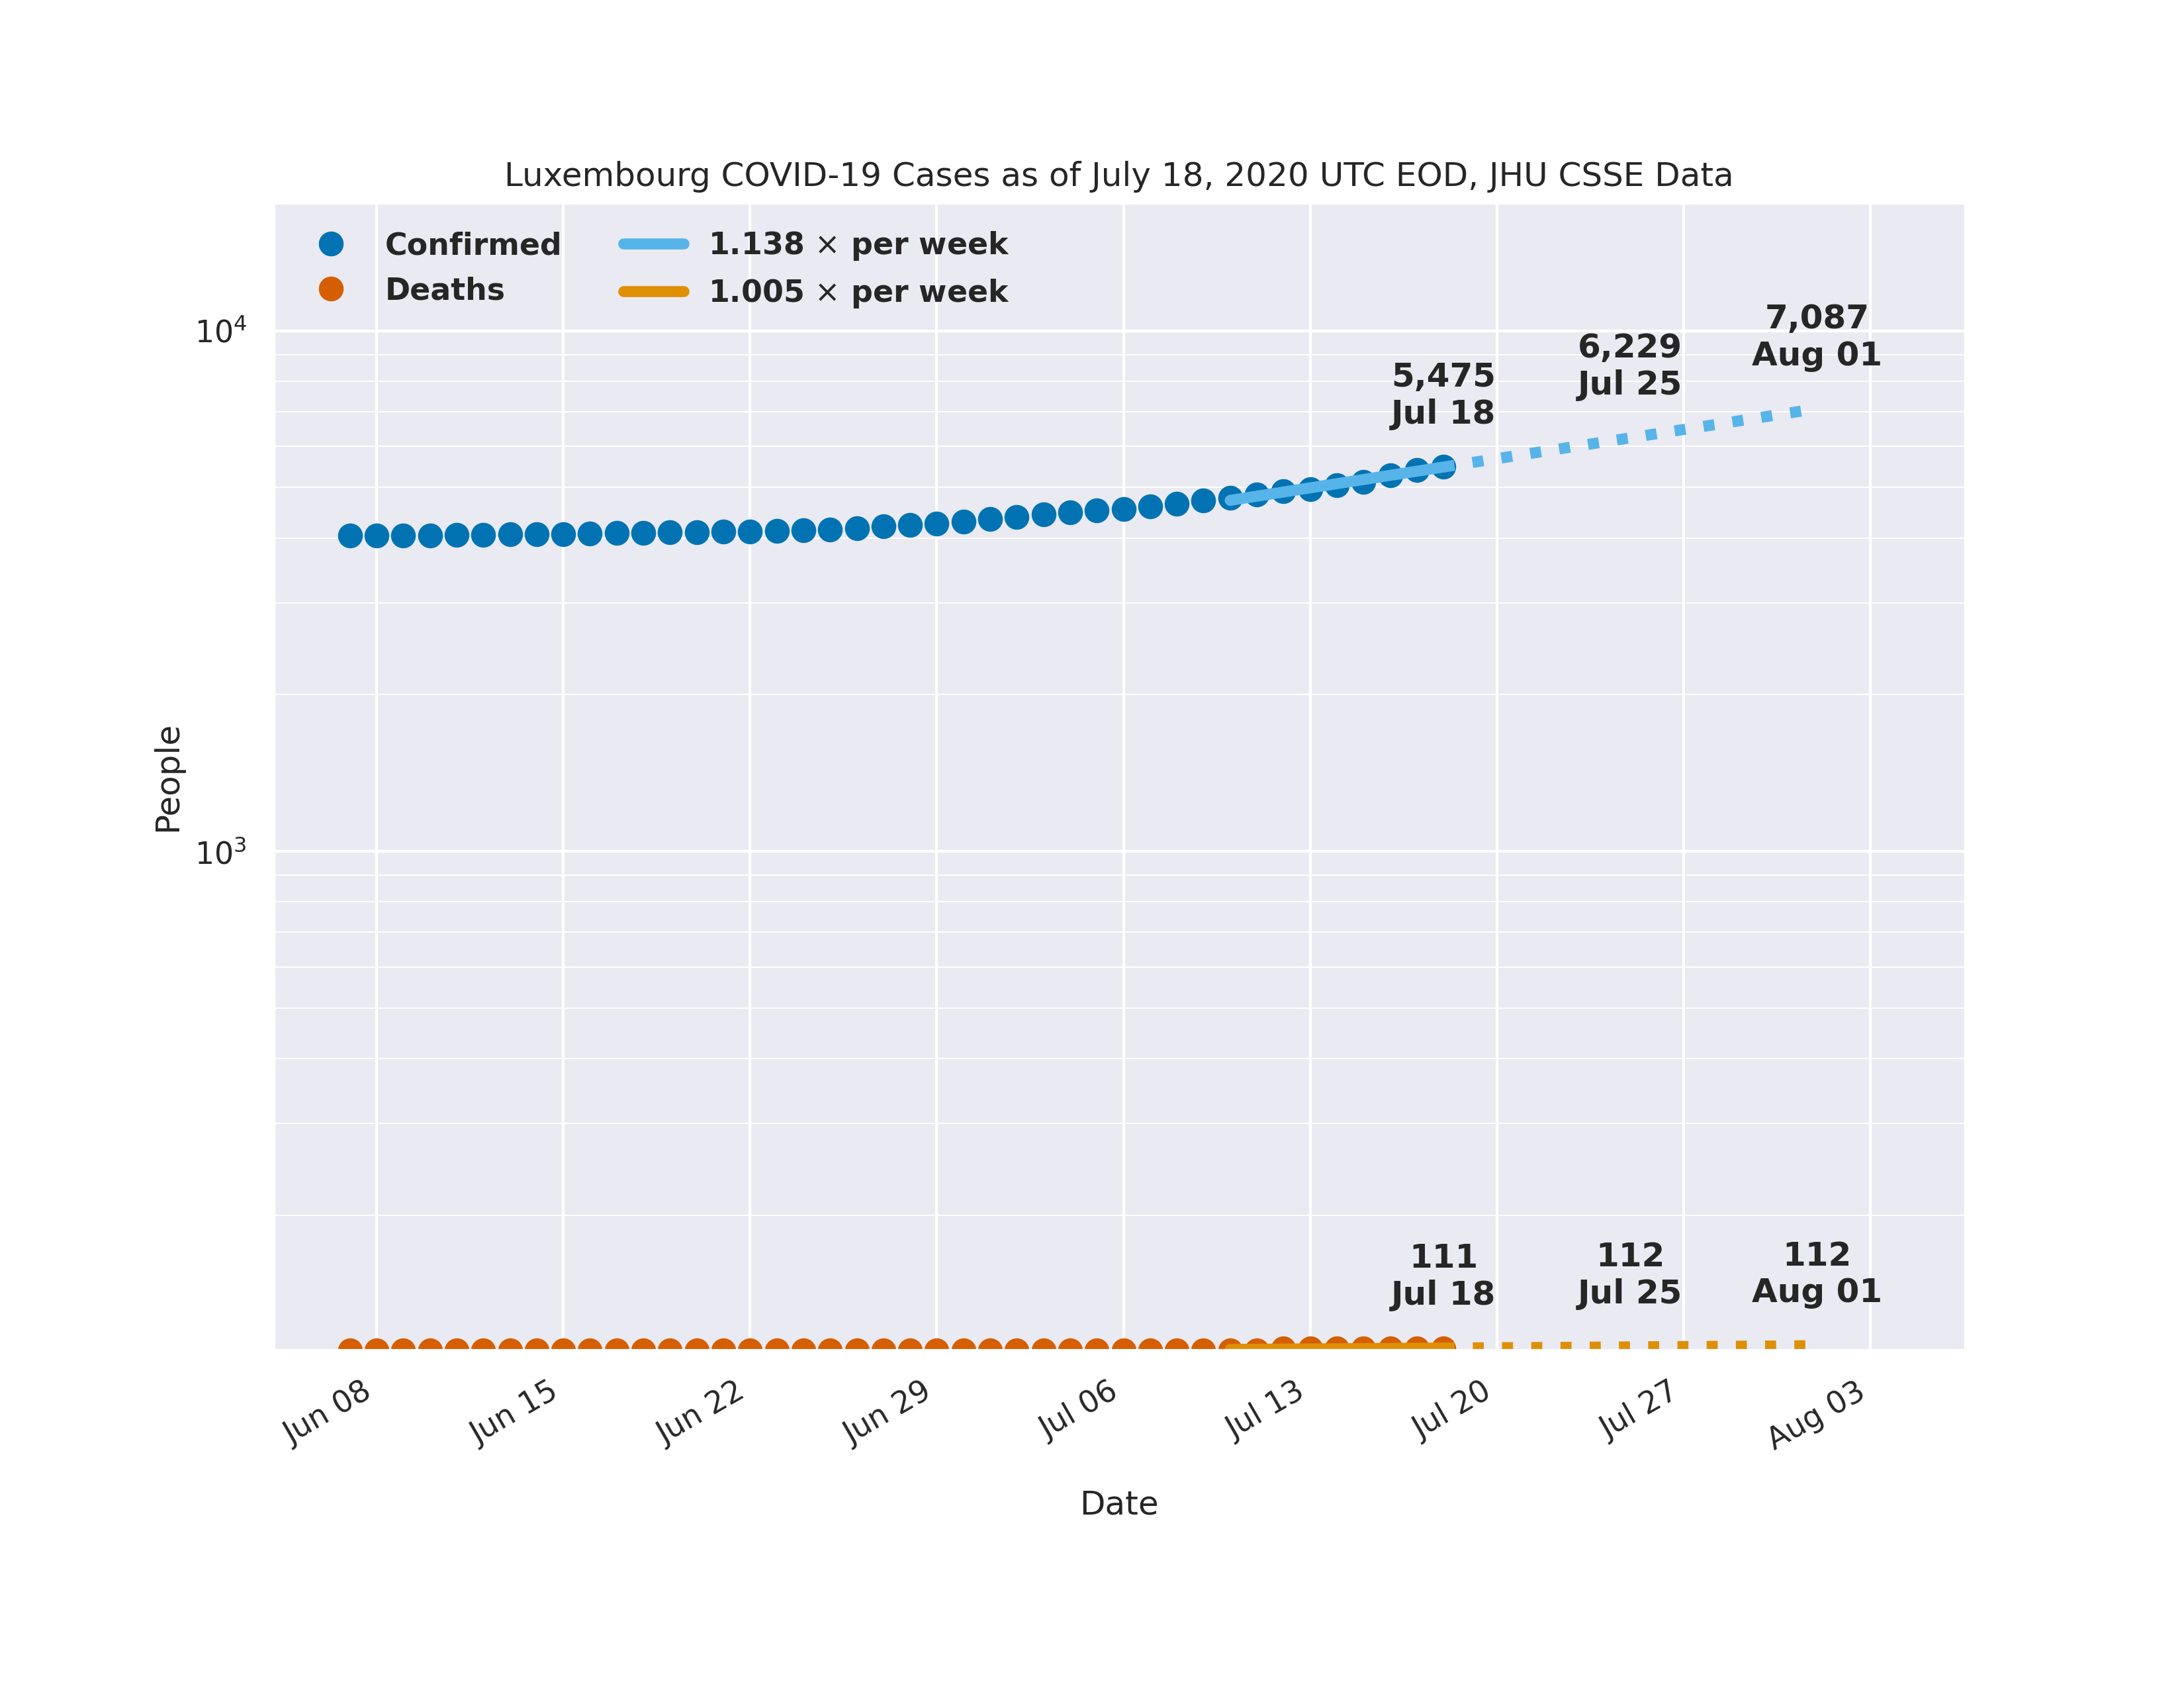 Luxembourg COVID-19 Cases as of July 18, 2020 UTC EOD, JHU CSSE Data
Confirmed
Deaths
1.138 × per week
1.005 × per week
10⁴
10³
People
7,087
Aug 01
6,229
Jul 25
5,475
Jul 18
111
Jul 18
112
Jul 25
112
Aug 01
Jun 08
Jun 15
Jun 22
Jun 29
Jul 06
Jul 13
Jul 20
Jul 27
Aug 03
Date